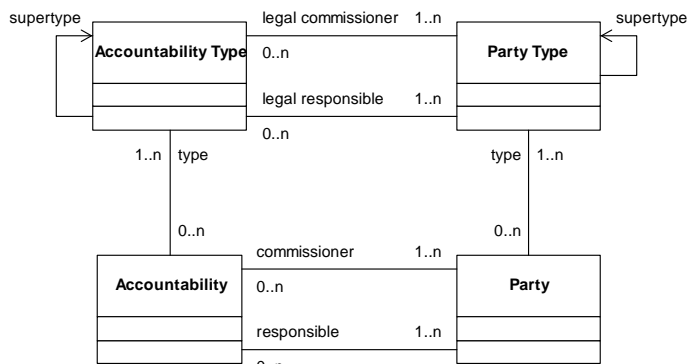 supertype
legal commissioner 1..n
supertype
Accountability Type
0..n
Party Type
legal responsible 1..n
0..n
1..n type
type 1..n
0..n
0..n
commissioner 1..n
Accountability
0..n
Party
responsible 1..n